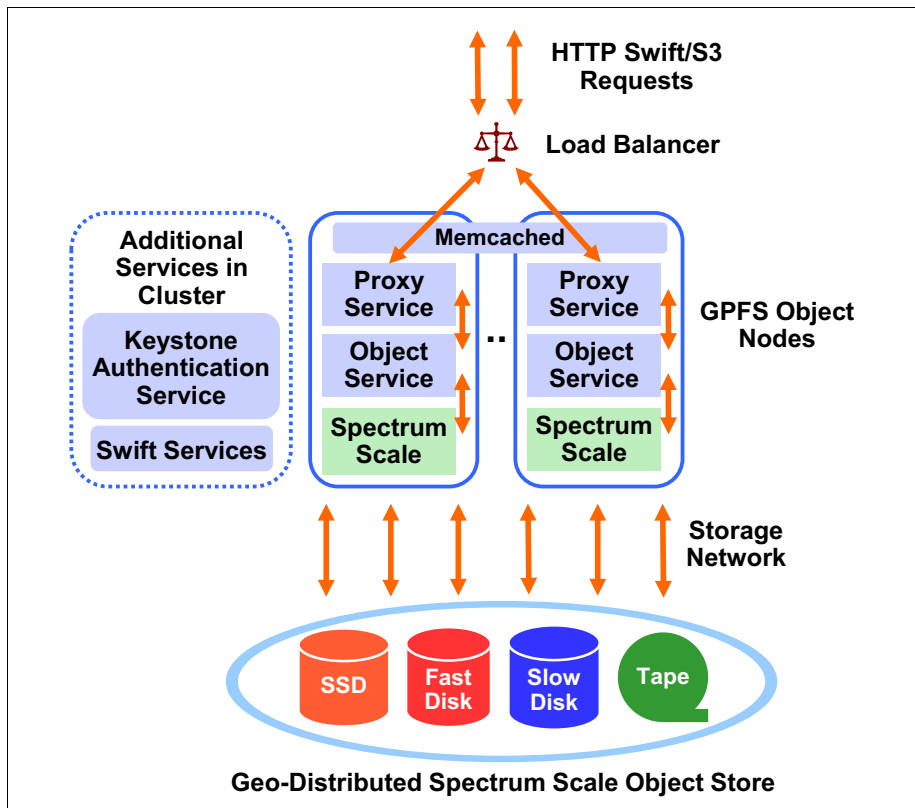 HTTP Swift/S3
Requests
Load Balancer
Additional
Services in
Cluster
Keystone
Authentication
Service
Swift Services
Memcached
Proxy
Service
Object
Service
Spectrum
Scale
..
Proxy
Service
Object
Service
Spectrum
Scale
GPFS Object
Nodes
Storage
Network
SSD
Fast
Disk
Slow
Disk
Tape
Geo-Distributed Spectrum Scale Object Store